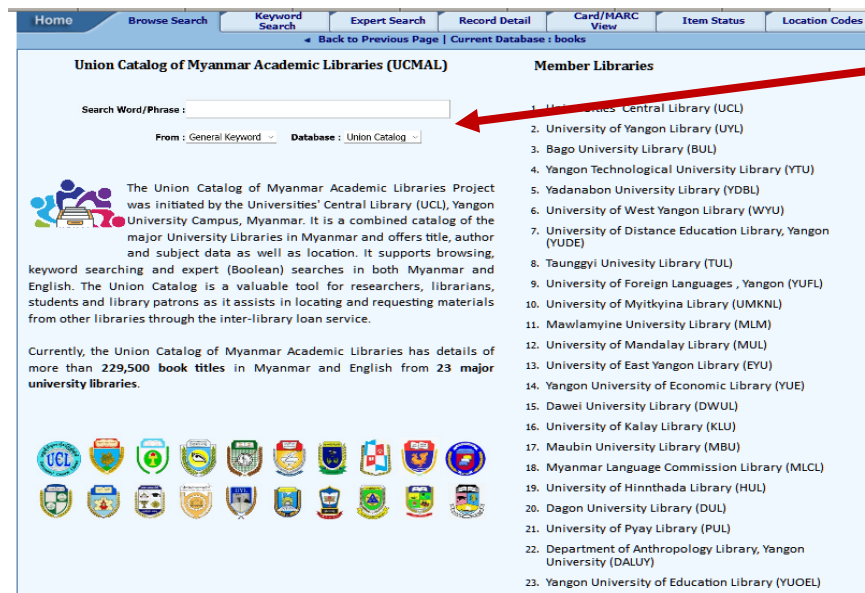 Home Browse Search Keyword Search Expert Search Record Detail Card/MARC View Item Status Location Codes
Back to Previous Page | Current Database : books
Union Catalog of Myanmar Academic Libraries (UCMAL)
Search Word/Phrase :
From : General Keyword Database : Union Catalog
The Union Catalog of Myanmar Academic Libraries Project
was initiated by the Universities' Central Library (UCL), Yangon
University Campus, Myanmar. It is a combined catalog of the
major University Libraries in Myanmar and offers title, author
and subject data as well as location. It supports browsing,
keyword searching and expert (Boolean) searches in both Myanmar and
English. The Union Catalog is a valuable tool for researchers, librarians,
students and library patrons as it assists in locating and requesting materials
from other libraries through the inter-library loan service.
Currently, the Union Catalog of Myanmar Academic Libraries has details of
more than 229,500 book titles in Myanmar and English from 23 major
university libraries.
UCL
Member Libraries
1. Universities' Central Library (UCL)
2. University of Yangon Library (UYL)
3. Bago University Library (BUL)
4. Yangon Technological University Library (YTU)
5. Yadanabon University Library (YDBL)
6. University of West Yangon Library (WYU)
7. University of Distance Education Library, Yangon
(YUDE)
8. Taunggyi Univesity Library (TUL)
9. University of Foreign Languages , Yangon (YUFL)
10. University of Myitkyina Library (UMKNL)
11. Mawlamyine University Library (MLM)
12. University of Mandalay Library (MUL)
13. University of East Yangon Library (EYU)
14. Yangon University of Economic Library (YUE)
15. Dawei University Library (DWUL)
16. University of Kalay Library (KLU)
17. Maubin University Library (MBU)
18. Myanmar Language Commission Library (MLCL)
19. University of Hinnthada Library (HUL)
20. Dagon University Library (DUL)
21. University of Pyay Library (PUL)
22. Department of Anthropology Library, Yangon
University (DALUY)
23. Yangon University of Education Library (YUOEL)